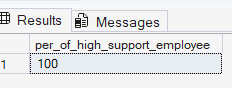 Results Messages
per_of_high_support_employee
1 100